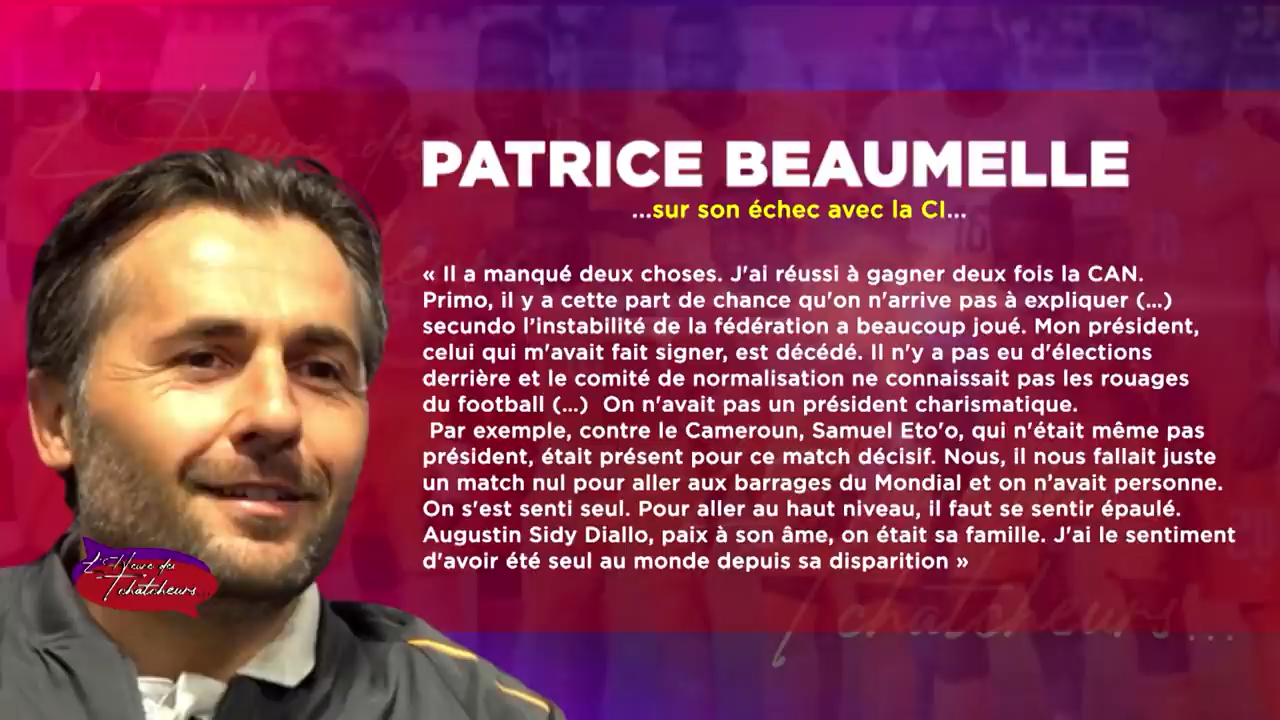 PATRICE BEAUMELLE
...sur son échec avec la CI...
« Il a manqué deux choses. J'ai réussi à gagner deux fois la CAN.
Primo, il y a cette part de chance qu'on n'arrive pas à expliquer (...)
secundo l'instabilité de la fédération a beaucoup joué. Mon président,
celui qui m'avait fait signer, est décédé. Il n'y a pas eu d'élections
derrière et le comité de normalisation ne connaissait pas les rouages
du football (...) On n'avait pas un président charismatique.
Par exemple, contre le Cameroun, Samuel Eto'o, qui n'était même pas
président, était présent pour ce match décisif. Nous, il nous fallait juste
un match nul pour aller aux barrages du Mondial et on n'avait personne.
On s'est senti seul. Pour aller au haut niveau, il faut se sentir épaulé.
Augustin Sidy Diallo, paix à son âme, on était sa famille. J'ai le sentiment
d'avoir été seul au monde depuis sa disparition »
L'Heure des
Tchatcheurs...
L'Heure des
Tchatcheurs...
16